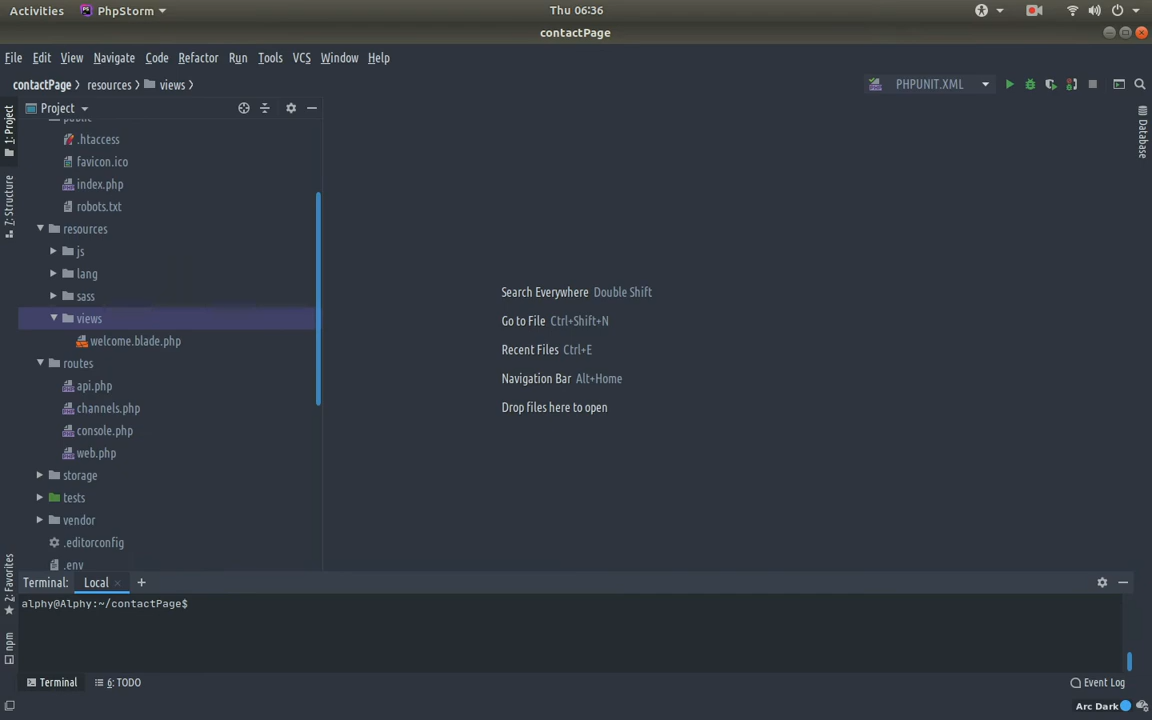 Activities PhpStorm Thu 06:36
contactPage
File Edit View Navigate Code Refactor Run Tools VCS Window Help
contactPage resources views PHPUNIT.XML
1: Project
Project
public
.htaccess
favicon.ico
index.php
robots.txt
Database
7: Structure
resources
js
lang
sass
views
welcome.blade.php
routes
api.php
channels.php
console.php
web.php
storage
tests
vendor
.editorconfig
.env
Search Everywhere Double Shift
Go to File Ctrl+Shift+N
Recent Files Ctrl+E
Navigation Bar Alt+Home
Drop files here to open
2: Favorites
npm
Terminal: Local × +
alphy@Alphy:~/contactPage$
Terminal 6: TODO Event Log
Arc Dark